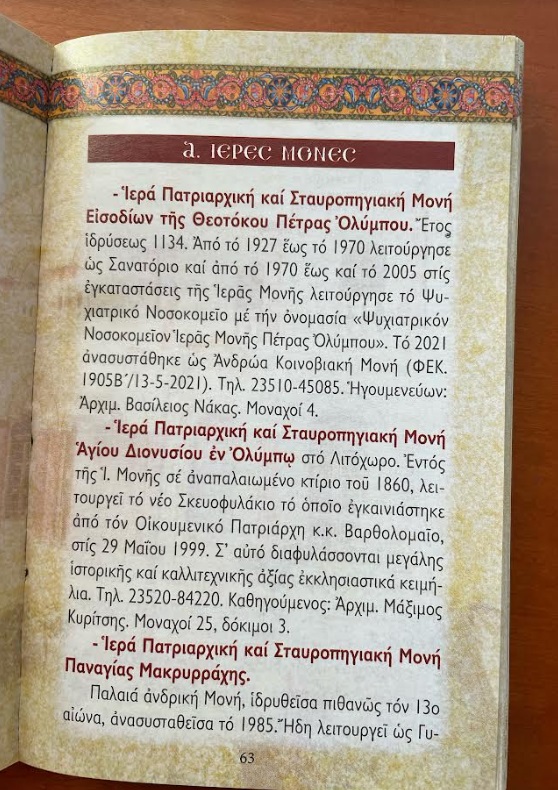 α. ΙΕΡΕΣ ΜΟΝΕΣ
- Ἱερά Πατριαρχική καί Σταυροπηγιακή Μονή
Εἰσοδίων τῆς Θεοτόκου Πέτρας Ὀλύμπου. Ἔτος
ἱδρύσεως 1134. Ἀπό τό 1927 ἕως τό 1970 λειτούργησε
ὡς Σανατόριο καί ἀπό τό 1970 ἕως καί τό 2005 στίς
ἐγκαταστάσεις τῆς Ἱερᾶς Μονῆς λειτούργησε τό Ψυ-
χιατρικό Νοσοκομεῖο μέ τήν ὀνομασία «Ψυχιατρικόν
Νοσοκομεῖον Ἱερᾶς Μονῆς Πέτρας Ὀλύμπου». Τό 2021
ἀνασυστάθηκε ὡς Ἀνδρώα Κοινοβιακή Μονή (ΦΕΚ.
1905Β΄/13-5-2021). Τηλ. 23510-45085. Ἡγουμενεύων:
Ἀρχιμ. Βασίλειος Νάκας. Μοναχοί 4.
- Ἱερά Πατριαρχική καί Σταυροπηγιακή Μονή
Ἁγίου Διονυσίου ἐν Ὀλύμπῳ στό Λιτόχωρο. Ἐντός
τῆς Ἱ. Μονῆς σέ ἀναπαλαιωμένο κτίριο τοῦ 1860, λει-
τουργεῖ τό νέο Σκευοφυλάκιο τό ὁποῖο ἐγκαινιάστηκε
ἀπό τόν Οἰκουμενικό Πατριάρχη κ.κ. Βαρθολομαῖο,
στίς 29 Μαΐου 1999. Σ’ αὐτό διαφυλάσσονται μεγάλης
ἱστορικῆς καί καλλιτεχνικῆς ἀξίας ἐκκλησιαστικά κειμή-
λια. Τηλ. 23520-84220. Καθηγούμενος: Ἀρχιμ. Μάξιμος
Κυρίτσης. Μοναχοί 25, δόκιμοι 3.
- Ἱερά Πατριαρχική καί Σταυροπηγιακή Μονή
Παναγίας Μακρυρράχης.
Παλαιά ἀνδρική Μονή, ἱδρυθεῖσα πιθανῶς τόν 13ο
αἰώνα, ἀνασυσταθεῖσα τό 1985. Ἤδη λειτουργεῖ ὡς Γυ-
63